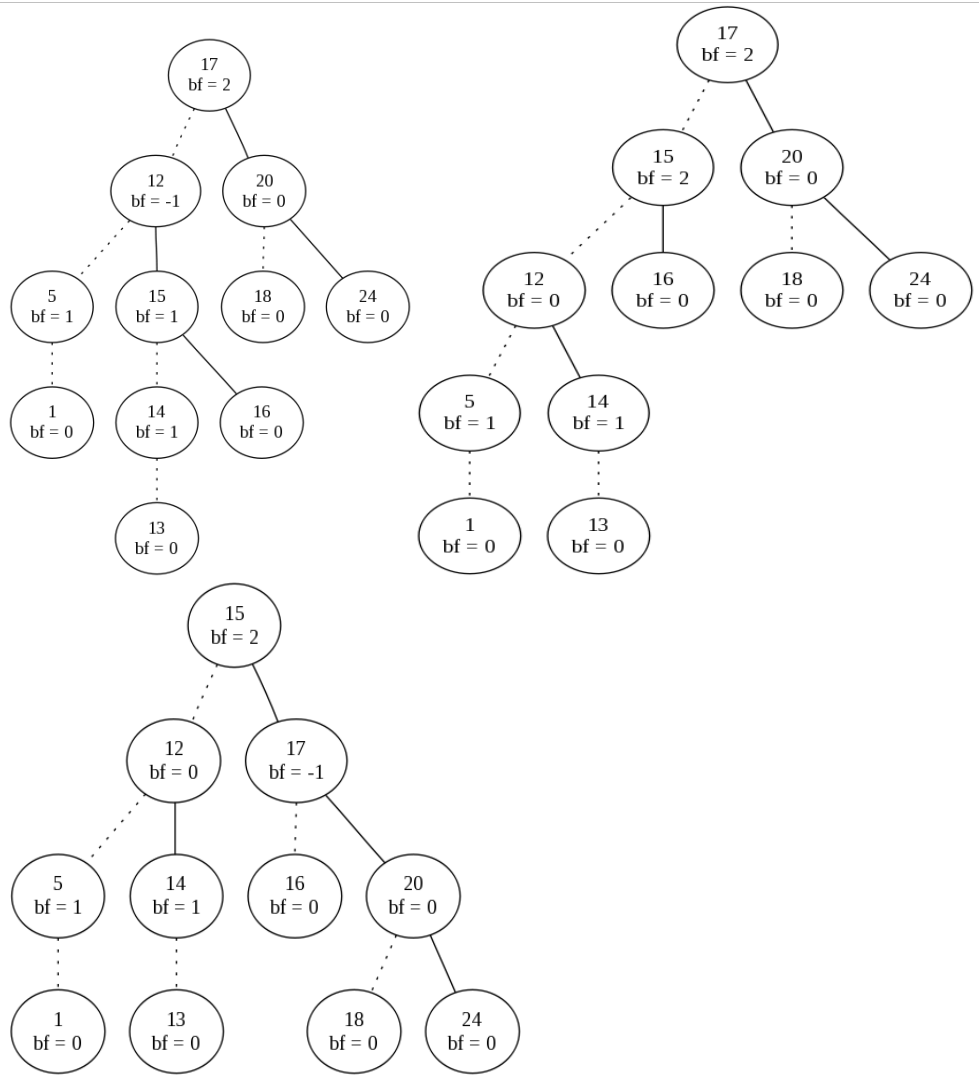 17
bf = 2
12
bf = -1
20
bf = 0
5
bf = 1
15
bf = 1
18
bf = 0
24
bf = 0
1
bf = 0
14
bf = 1
16
bf = 0
13
bf = 0
17
bf = 2
15
bf = 2
20
bf = 0
12
bf = 0
16
bf = 0
18
bf = 0
24
bf = 0
5
bf = 1
14
bf = 1
1
bf = 0
13
bf = 0
15
bf = 2
12
bf = 0
17
bf = -1
5
bf = 1
14
bf = 1
16
bf = 0
20
bf = 0
1
bf = 0
13
bf = 0
18
bf = 0
24
bf = 0